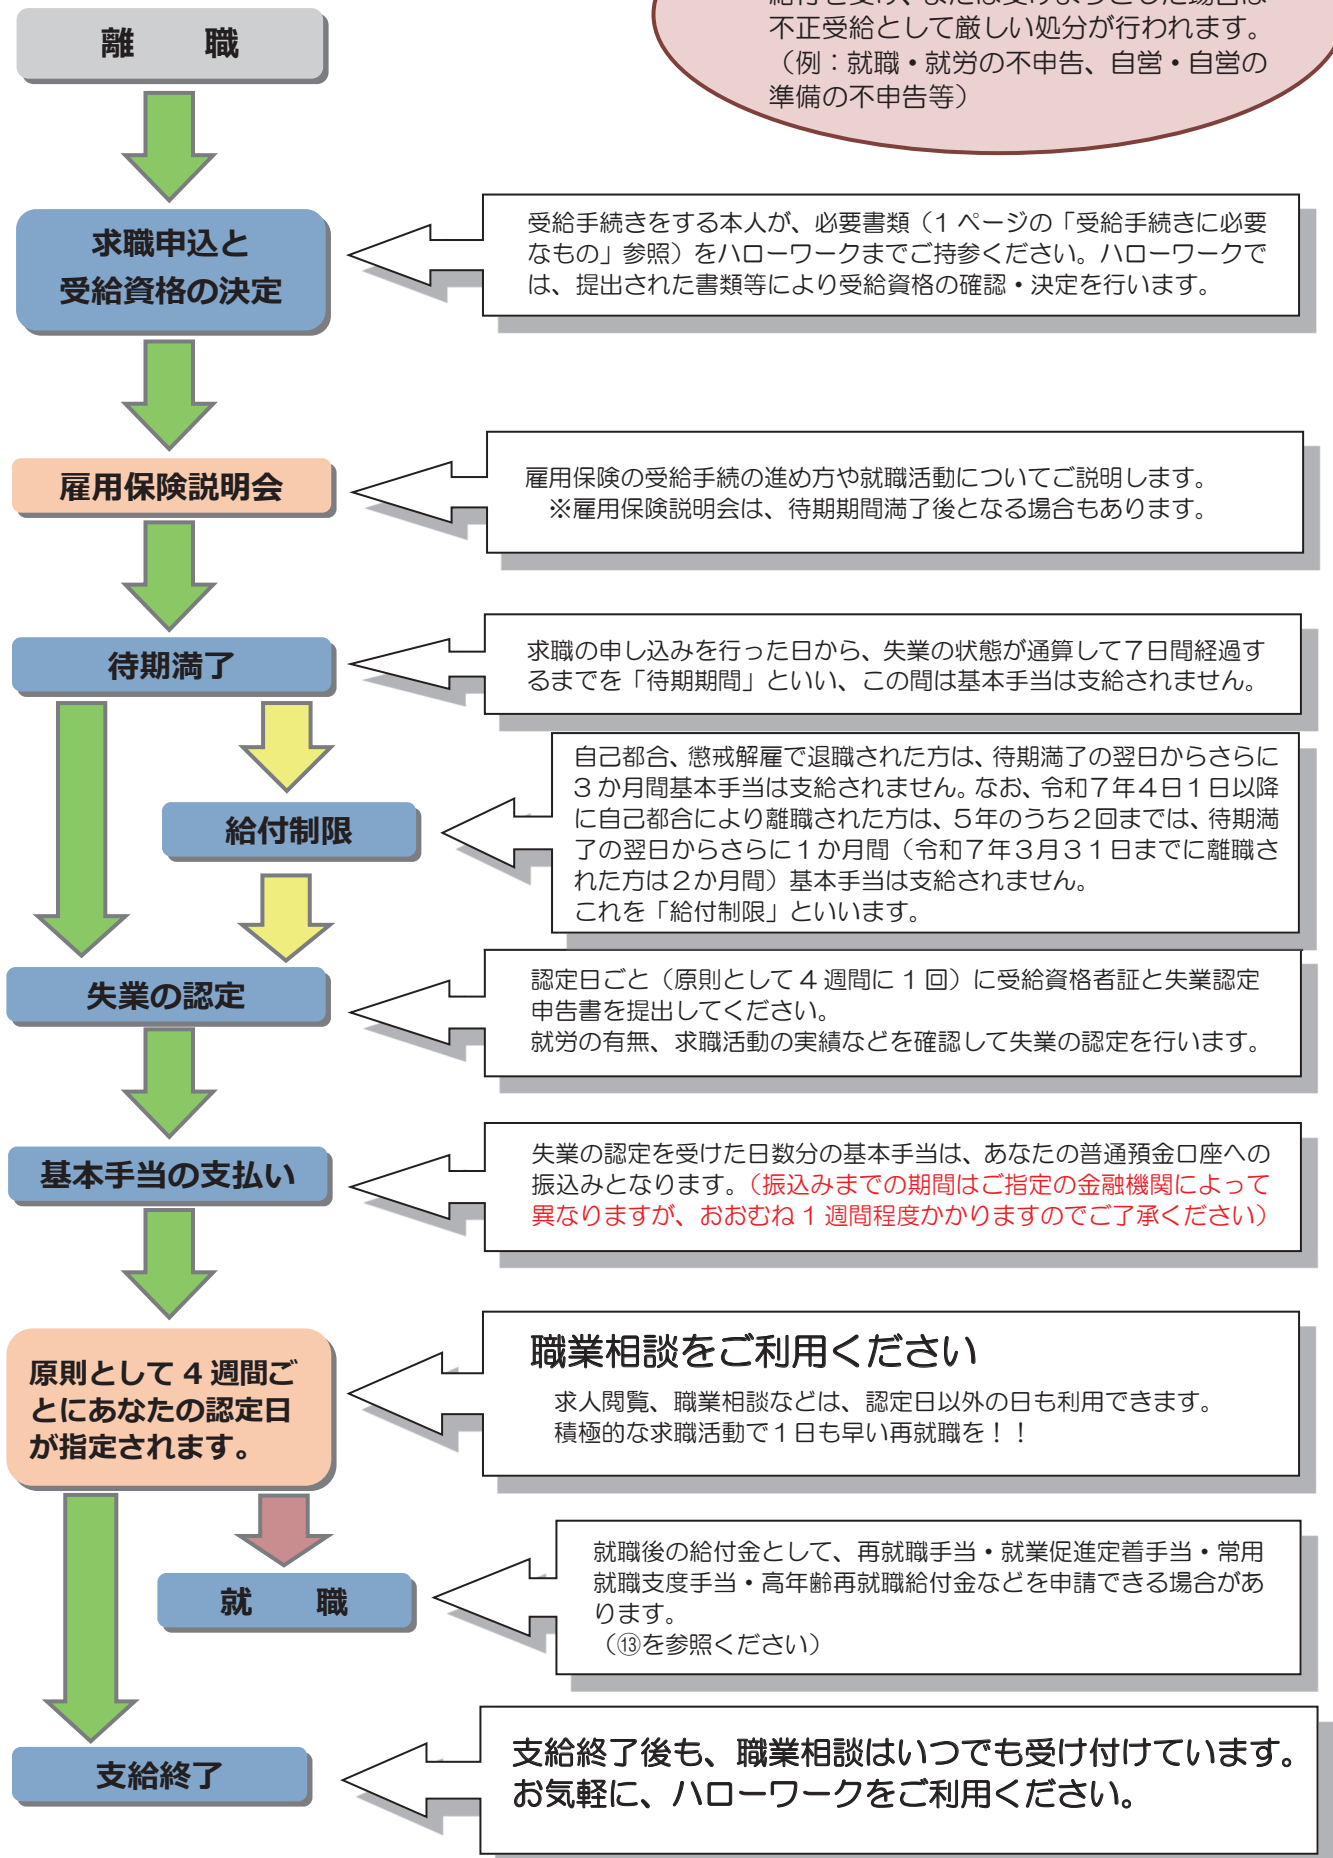 離　職
不正受給として厳しい処分が行われます。
（例：就職・就労の不申告、自営・自営の
準備の不申告等）
求職申込と
受給資格の決定
受給手続きをする本人が、必要書類（1 ページの「受給手続きに必要
なもの」参照）をハローワークまでご持参ください。ハローワークで
は、提出された書類等により受給資格の確認・決定を行います。
雇用保険説明会
雇用保険の受給手続の進め方や就職活動についてご説明します。
※雇用保険説明会は、待期期間満了後となる場合もあります。
待期満了
求職の申し込みを行った日から、失業の状態が通算して７日間経過す
るまでを「待期期間」といい、この間は基本手当は支給されません。
給付制限
自己都合、懲戒解雇で退職された方は、待期満了の翌日からさらに
３か月間基本手当は支給されません。なお、令和７年４日１日以降
に自己都合により離職された方は、５年のうち２回までは、待期満
了の翌日からさらに１か月間（令和７年３月３１日までに離職さ
れた方は２か月間）基本手当は支給されません。
これを「給付制限」といいます。
失業の認定
認定日ごと（原則として 4 週間に 1 回）に受給資格者証と失業認定
申告書を提出してください。
就労の有無、求職活動の実績などを確認して失業の認定を行います。
基本手当の支払い
失業の認定を受けた日数分の基本手当は、あなたの普通預金口座への
振込みとなります。（振込みまでの期間はご指定の金融機関によって
異なりますが、おおむね 1 週間程度かかりますのでご了承ください）
原則として 4 週間ご
とにあなたの認定日
が指定されます。
職業相談をご利用ください
求人閲覧、職業相談などは、認定日以外の日も利用できます。
積極的な求職活動で１日も早い再就職を！！
就　職
就職後の給付金として、再就職手当・就業促進定着手当・常用
就職支度手当・高年齢再就職給付金などを申請できる場合があ
ります。
（⑬を参照ください）
支給終了
支給終了後も、職業相談はいつでも受け付けています。
お気軽に、ハローワークをご利用ください。